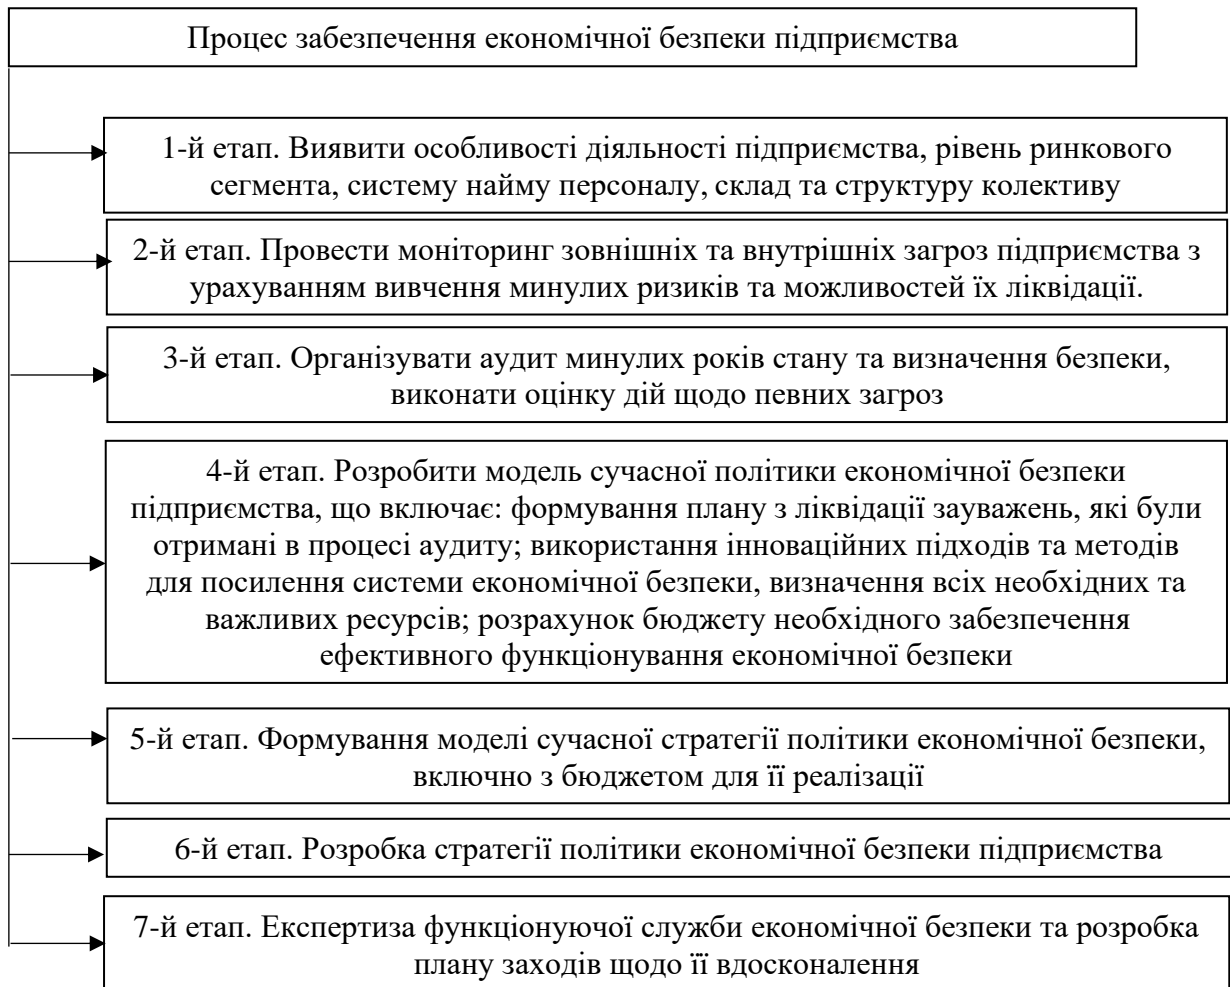 Процес забезпечення економічної безпеки підприємства
1-й етап. Виявити особливості діяльності підприємства, рівень ринкового
сегмента, систему найму персоналу, склад та структуру колективу
2-й етап. Провести моніторинг зовнішніх та внутрішніх загроз підприємства з
урахуванням вивчення минулих ризиків та можливостей їх ліквідації.
3-й етап. Організувати аудит минулих років стану та визначення безпеки,
виконати оцінку дій щодо певних загроз
4-й етап. Розробити модель сучасної політики економічної безпеки
підприємства, що включає: формування плану з ліквідації зауважень, які були
отримані в процесі аудиту; використання інноваційних підходів та методів
для посилення системи економічної безпеки, визначення всіх необхідних та
важливих ресурсів; розрахунок бюджету необхідного забезпечення
ефективного функціонування економічної безпеки
5-й етап. Формування моделі сучасної стратегії політики економічної безпеки,
включно з бюджетом для її реалізації
6-й етап. Розробка стратегії політики економічної безпеки підприємства
7-й етап. Експертиза функціонуючої служби економічної безпеки та розробка
плану заходів щодо її вдосконалення